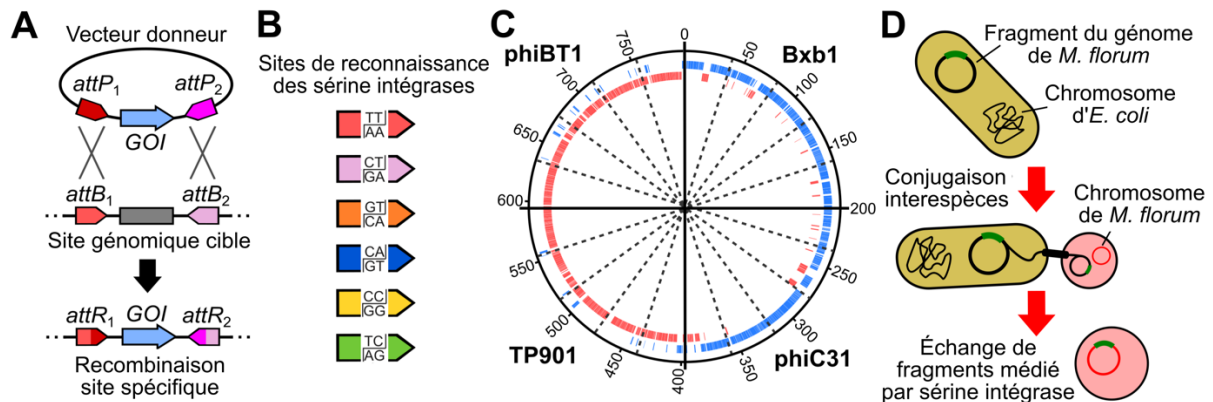 A
Vecteur donneur
attP1
attP2
GOI
attB1
attB2
Site génomique cible
attR1
GOI
attR2
Recombinaison
site spécifique
B
Sites de reconnaissance
des sérine intégrases
TT
AA
CT
GA
GT
CA
CA
GT
CC
GG
TC
AG
C
phiBT1
Bxb1
TP901
phiC31
0
50
100
150
200
250
300
350
400
450
500
550
600
650
700
750
D
Fragment du génome
de M. florum
Chromosome
d'E. coli
Conjugaison
interespèces
Chromosome
de M. florum
Échange de
fragments médié
par sérine intégrase